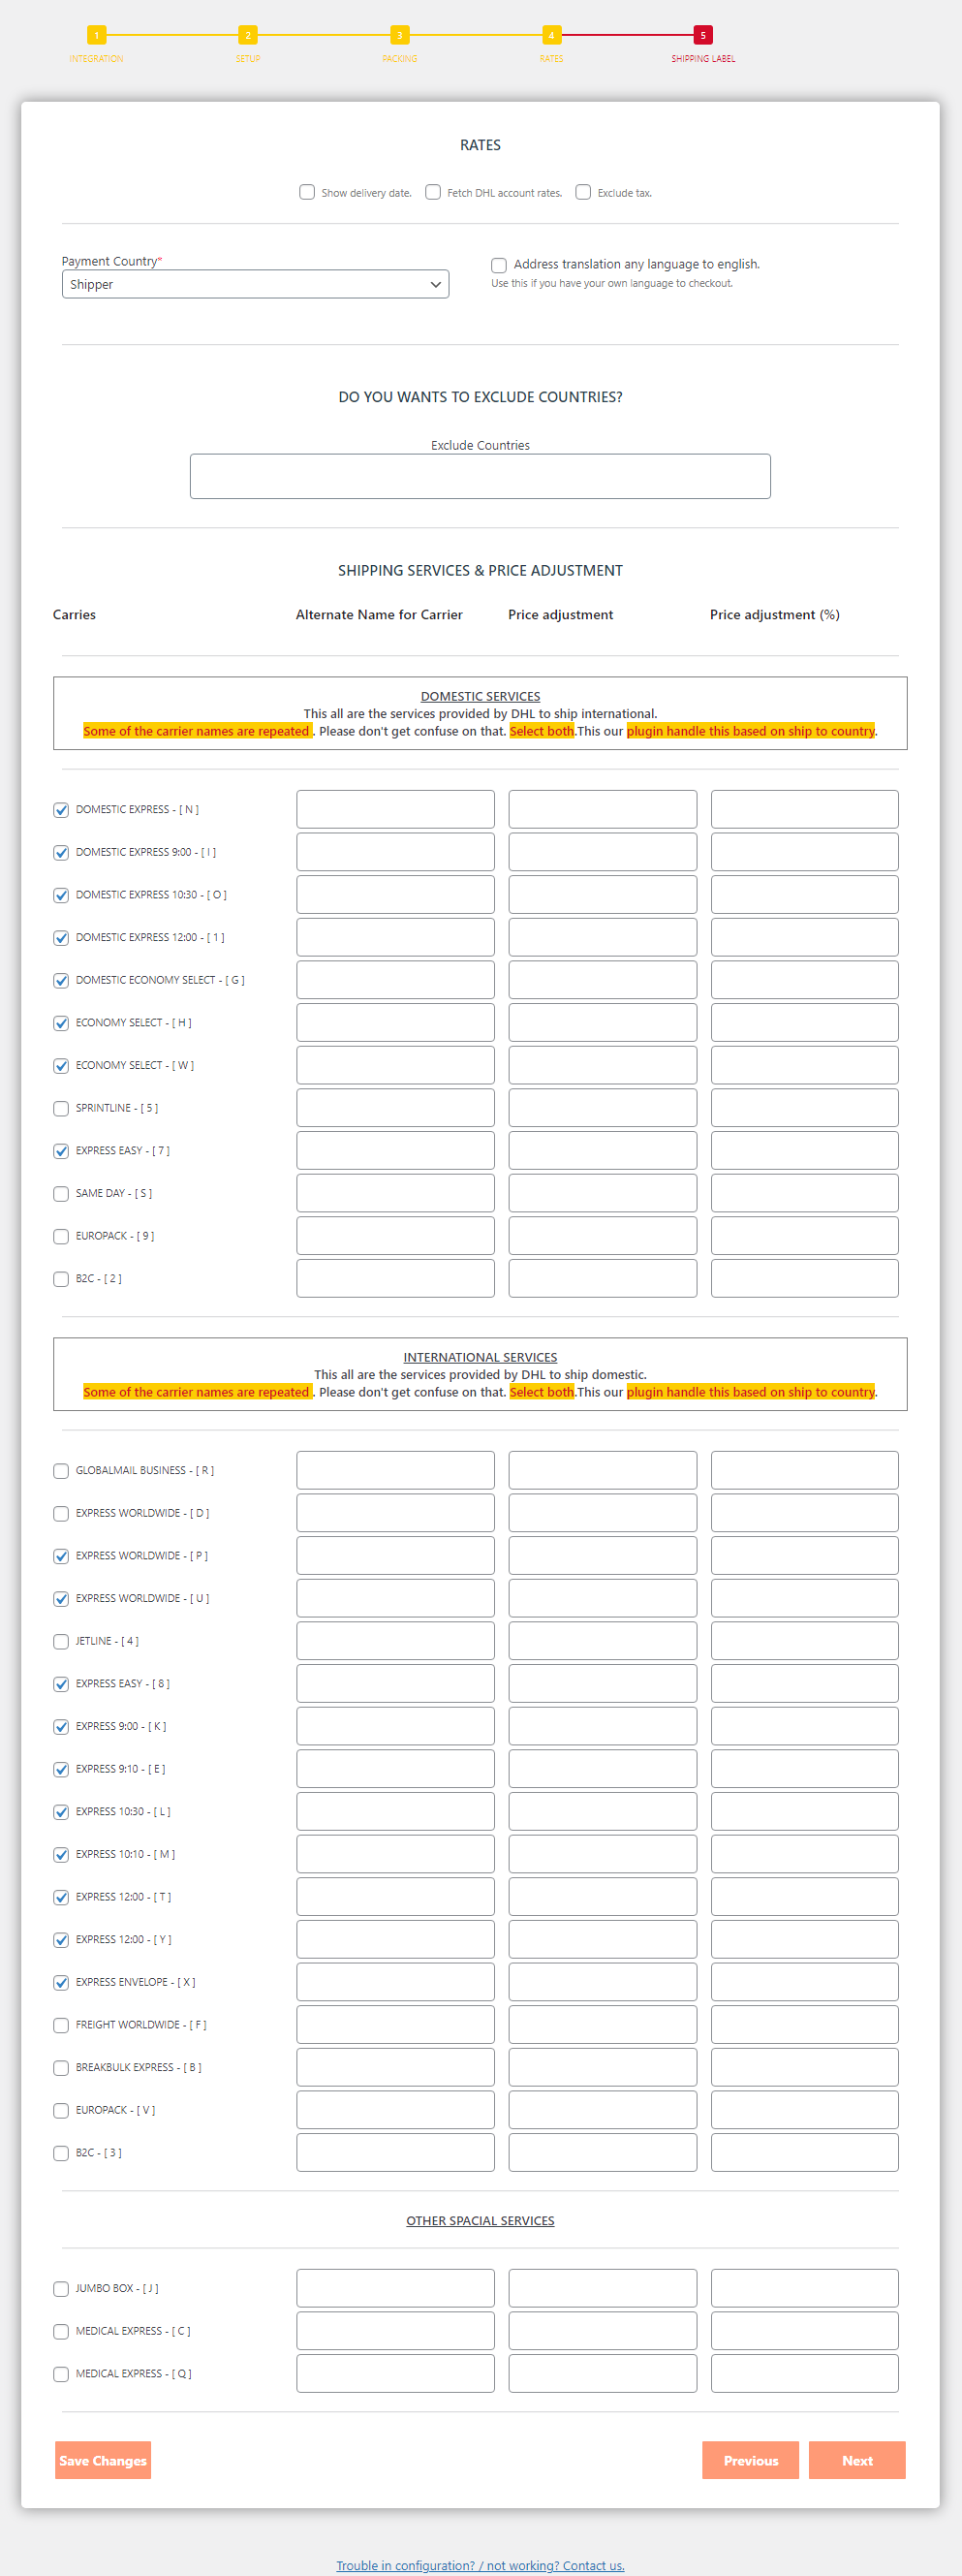 1 2 3 4 5
INTEGRATION SETUP PACKING RATES SHIPPING LABEL
RATES
Show delivery date. Fetch DHL account rates. Exclude tax.
Payment Country*
Shipper
Address translation any language to english.
Use this if you have your own language to checkout.
DO YOU WANTS TO EXCLUDE COUNTRIES?
Exclude Countries
SHIPPING SERVICES & PRICE ADJUSTMENT
Carries Alternate Name for Carrier Price adjustment Price adjustment (%)
DOMESTIC SERVICES
This all are the services provided by DHL to ship international.
Some of the carrier names are repeated . Please don't get confuse on that. Select both.This our plugin handle this based on ship to country.
DOMESTIC EXPRESS - [ N ]
DOMESTIC EXPRESS 9:00 - [ I ]
DOMESTIC EXPRESS 10:30 - [ O ]
DOMESTIC EXPRESS 12:00 - [ 1 ]
DOMESTIC ECONOMY SELECT - [ G ]
ECONOMY SELECT - [ H ]
ECONOMY SELECT - [ W ]
SPRINTLINE - [ 5 ]
EXPRESS EASY - [ 7 ]
SAME DAY - [ S ]
EUROPACK - [ 9 ]
B2C - [ 2 ]
INTERNATIONAL SERVICES
This all are the services provided by DHL to ship domestic.
Some of the carrier names are repeated . Please don't get confuse on that. Select both.This our plugin handle this based on ship to country.
GLOBALMAIL BUSINESS - [ R ]
EXPRESS WORLDWIDE - [ D ]
EXPRESS WORLDWIDE - [ P ]
EXPRESS WORLDWIDE - [ U ]
JETLINE - [ 4 ]
EXPRESS EASY - [ 8 ]
EXPRESS 9:00 - [ K ]
EXPRESS 9:10 - [ E ]
EXPRESS 10:30 - [ L ]
EXPRESS 10:10 - [ M ]
EXPRESS 12:00 - [ T ]
EXPRESS 12:00 - [ Y ]
EXPRESS ENVELOPE - [ X ]
FREIGHT WORLDWIDE - [ F ]
BREAKBULK EXPRESS - [ B ]
EUROPACK - [ V ]
B2C - [ 3 ]
OTHER SPACIAL SERVICES
JUMBO BOX - [ J ]
MEDICAL EXPRESS - [ C ]
MEDICAL EXPRESS - [ Q ]
Save Changes Previous Next
Trouble in configuration? / not working? Contact us.